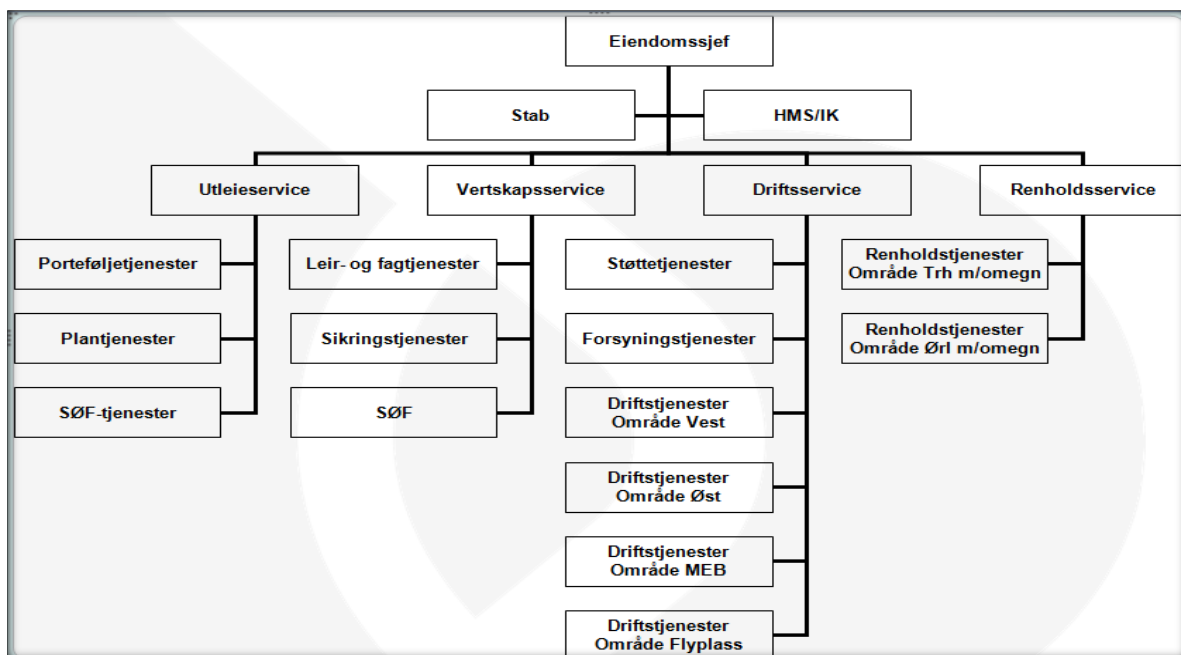 Eiendomssjef
Stab
HMS/IK
Utleieservice
Vertskapsservice
Driftsservice
Renholdsservice
Porteføljetjenester
Leir- og fagtjenester
Støttetjenester
Renholdstjenester
Område Trh m/omegn
Plantjenester
Sikringstjenester
Forsyningstjenester
Renholdstjenester
Område Ørl m/omegn
SØF-tjenester
SØF
Driftstjenester
Område Vest
Driftstjenester
Område Øst
Driftstjenester
Område MEB
Driftstjenester
Område Flyplass